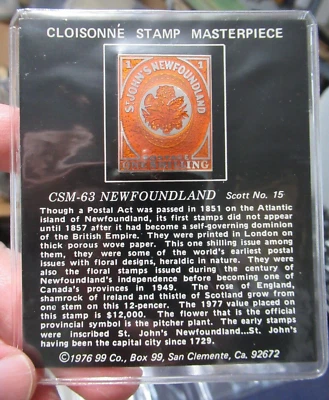 CLOISONNÉ STAMP MASTERPIECE
1 1
ST. JOHN'S NEWFOUNDLAND
ONE SHILLING
CSM-63 NEWFOUNDLAND Scott No. 15
Though a Postal Act was passed in 1851 on the Atlantic
island of Newfoundland, its first stamps did not appear
until 1857 after it had become a self-governing dominion
of the British Empire. They were printed in London on
thick porous wove paper. This one shilling issue among
them, they were some of the world's earliest postal
issues with floral designs, heraldic in nature. They were
also the floral stamps issued during the century of
Newfoundland's independence before becoming one of
Canada's provinces in 1949. The rose of England,
shamrock of Ireland and thistle of Scotland grow from
one stem on this 12-pencer. The 1977 value placed on
this stamp is $12,000. The flower that is the official
provincial symbol is the pitcher plant. The early stamps
were inscribed St. John's Newfoundland...St. John's
having been the capital city since 1729.
©1976 99 Co., Box 99, San Clemente, Ca. 92672